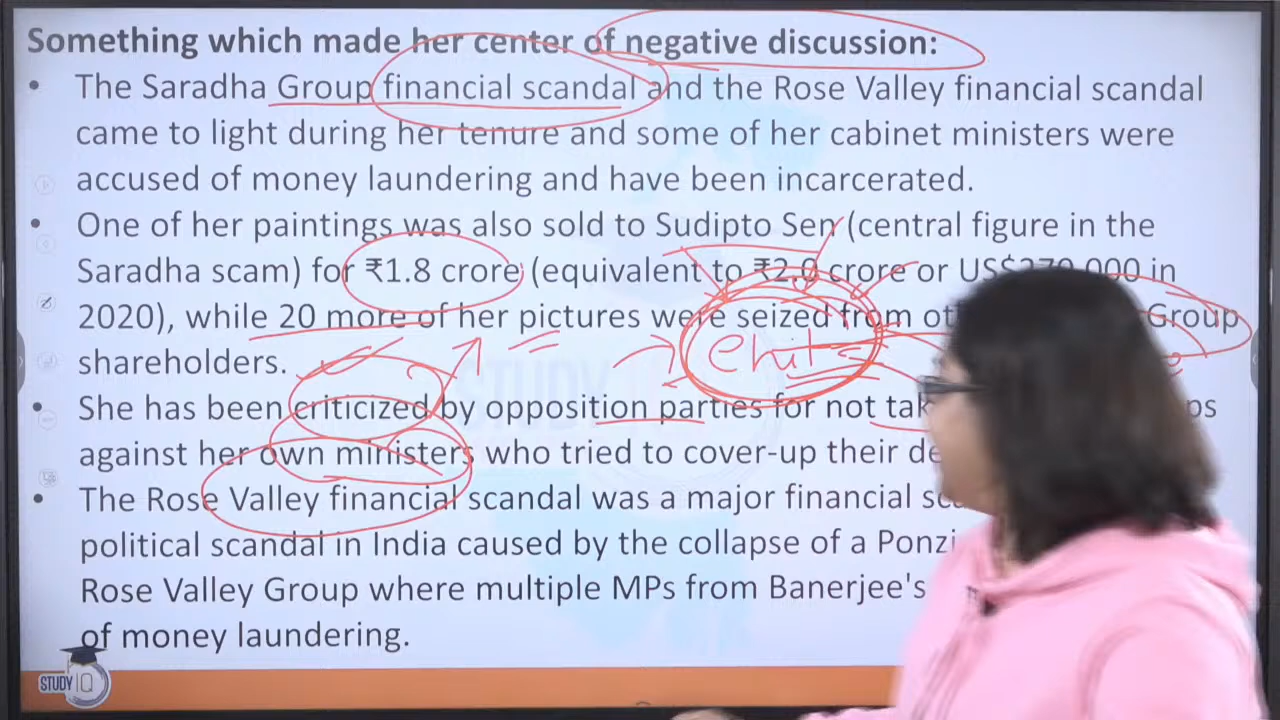 Something which made her center of negative discussion:
• The Saradha Group financial scandal and the Rose Valley financial scandal
came to light during her tenure and some of her cabinet ministers were
accused of money laundering and have been incarcerated.
• One of her paintings was also sold to Sudipto Sen (central figure in the
Saradha scam) for ₹1.8 crore (equivalent to ₹2.0 crore or US$270,000 in
2020), while 20 more of her pictures were seized from Group
shareholders.
• She has been criticized by opposition parties for not
against her own ministers who tried to cover-up their
• The Rose Valley financial scandal was a major financial
political scandal in India caused by the collapse of a Ponzi
Rose Valley Group where multiple MPs from Banerjee's
of money laundering.
STUDY IQ